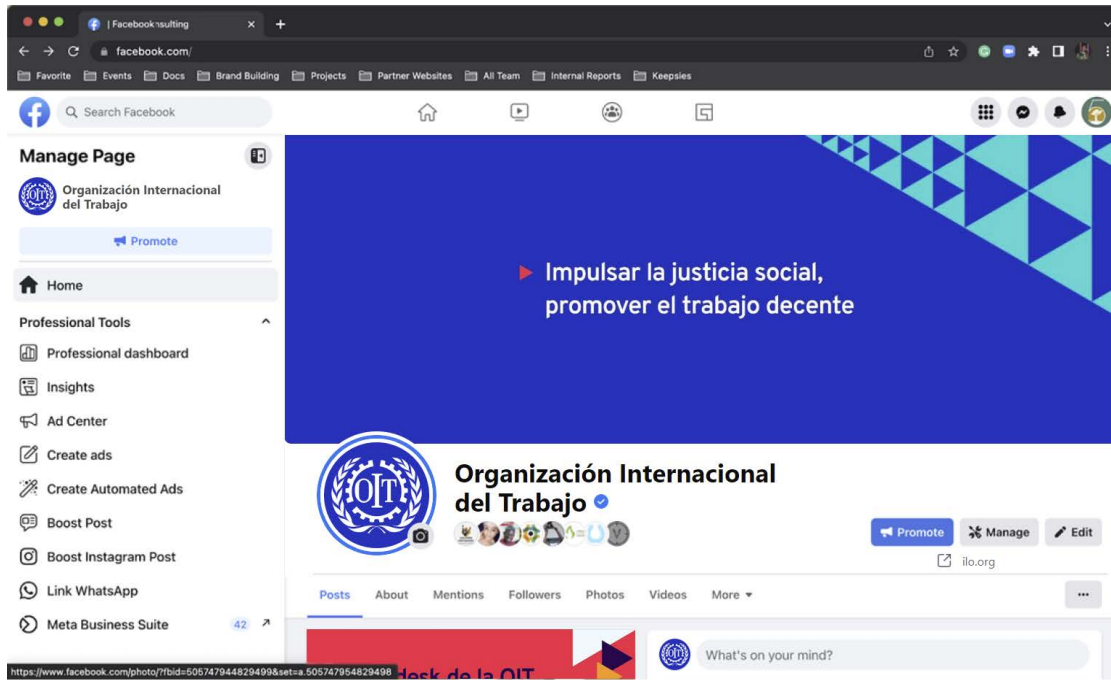 | Facebook
facebook.com/
Favorite Events Docs Brand Building Projects Partner Websites All Team Internal Reports Keepsies
Search Facebook
Manage Page
Organización Internacional
del Trabajo
Promote
Home
Professional Tools
Professional dashboard
Insights
Ad Center
Create ads
Create Automated Ads
Boost Post
Boost Instagram Post
Link WhatsApp
Meta Business Suite 42
https://www.facebook.com/photo/?fbid=505747944829499&set=a.505747954829498
Impulsar la justicia social,
promover el trabajo decente
OIT
Organización Internacional
del Trabajo
Promote Manage Edit
ilo.org
Posts About Mentions Followers Photos Videos More
de la OIT
What's on your mind?